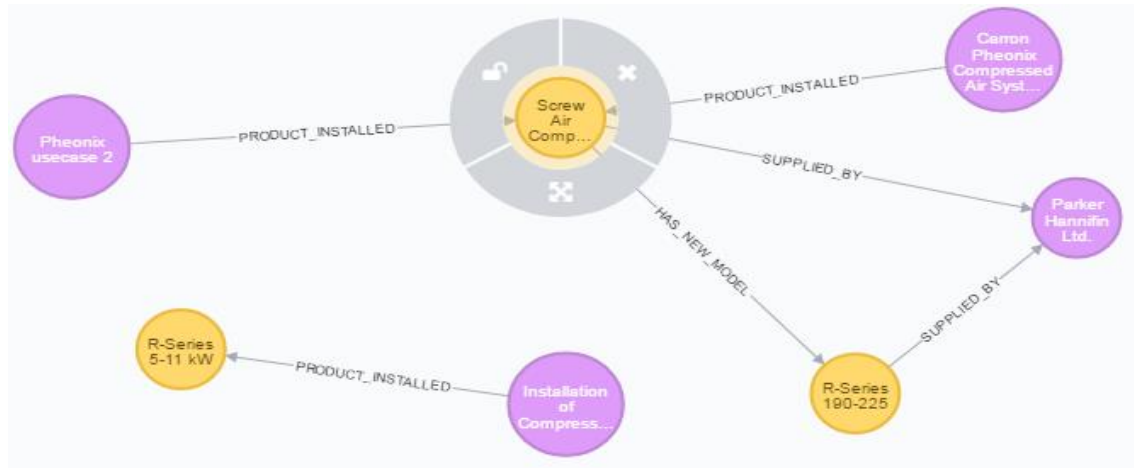 Carron
Pheonix
Compressed
Air Syst...
PRODUCT_INSTALLED
Screw
Air
Comp...
PRODUCT_INSTALLED
Pheonix
usecase 2
SUPPLIED_BY
Parker
Hannifin
Ltd.
HAS_NEW_MODEL
SUPPLIED_BY
R-Series
5-11 kW
PRODUCT_INSTALLED
Installation
of
Compress...
R-Series
190-225